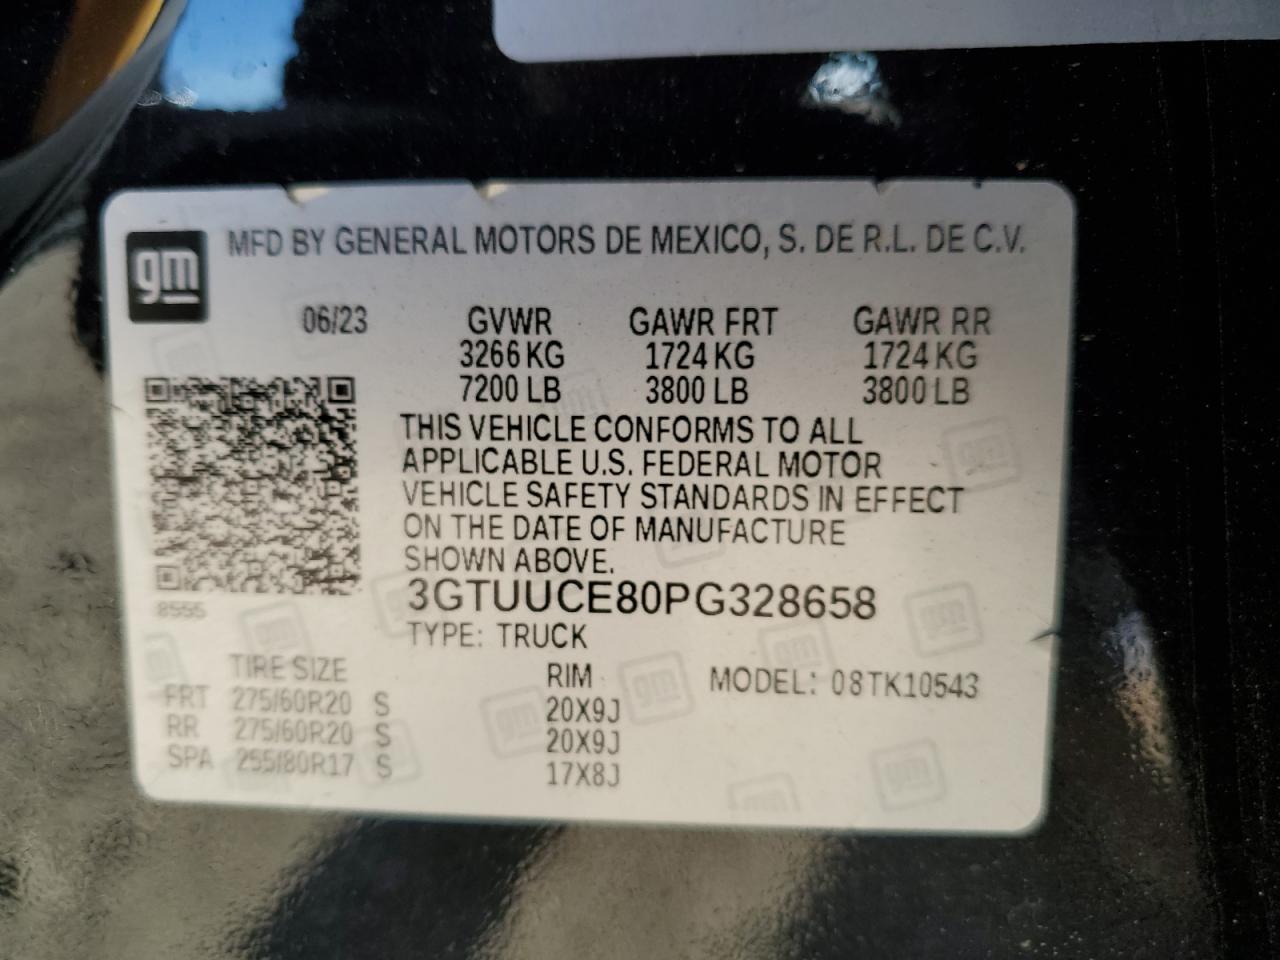 gm
MFD BY GENERAL MOTORS DE MEXICO, S. DE R.L. DE C.V.
06/23 GVWR GAWR FRT GAWR RR
3266 KG 1724 KG 1724 KG
7200 LB 3800 LB 3800 LB
THIS VEHICLE CONFORMS TO ALL
APPLICABLE U.S. FEDERAL MOTOR
VEHICLE SAFETY STANDARDS IN EFFECT
ON THE DATE OF MANUFACTURE
SHOWN ABOVE.
8555
3GTUUCE80PG328658
TYPE: TRUCK
TIRE SIZE RIM MODEL: 08TK10543
FRT 275/60R20 S 20X9J
RR 275/60R20 S 20X9J
SPA 255/80R17 S 17X8J